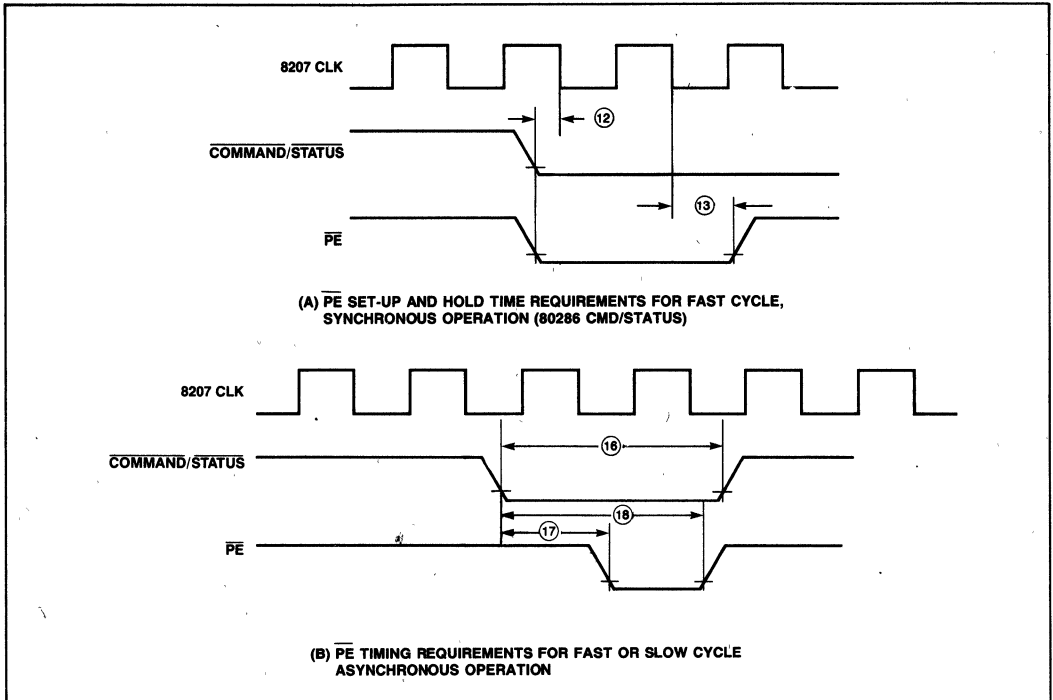 8207 CLK
12
COMMAND/STATUS
13
PE
(A) PE SET-UP AND HOLD TIME REQUIREMENTS FOR FAST CYCLE,
SYNCHRONOUS OPERATION (80286 CMD/STATUS)
8207 CLK
16
COMMAND/STATUS
18
17
PE
(B) PE TIMING REQUIREMENTS FOR FAST OR SLOW CYCLE
ASYNCHRONOUS OPERATION